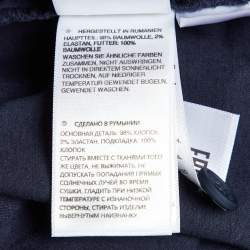 HERGESTELLT IN RUMÄNIEN
HAUPTTEIL: 98% BAUMWOLLE, 2%
ELASTAN, FUTTER: 100%
BAUMWOLLE
WASCHEN SIE ÄHNLICHE FARBEN
ZUSAMMEN, NICHT AUSWRINGEN,
NICHT IN DIREKTEM SONNENLICHT
TROCKNEN, AUF NIEDRIGER
TEMPERATUR WENDET BÜGELN,
GEWENDET WASCHEN.
СДЕЛАНО В РУМЫНИИ
ОСНОВНАЯ ДЕТАЛЬ: 98% ХЛОПОК,
2% ЭЛАСТАН, ПОДКЛАДКА: 100%
ХЛОПОК
СТИРАТЬ ВМЕСТЕ С ТКАНЯМИ ТОГО
ЖЕ ЦВЕТА, НЕ ОТЖИМАТЬ, НЕ
ДОПУСКАТЬ ПОПАДАНИЯ ПРЯМЫХ
СОЛНЕЧНЫХ ЛУЧЕЙ ВО ВРЕМЯ
СУШКИ, ГЛАДИТЬ ПРИ НИЗКОЙ
ТЕМПЕРАТУРЕ С ИЗНАНОЧНОЙ
СТОРОНЫ, СТИРАТЬ ВЫВЕРНУТЫМ
НАИЗНАНКУ